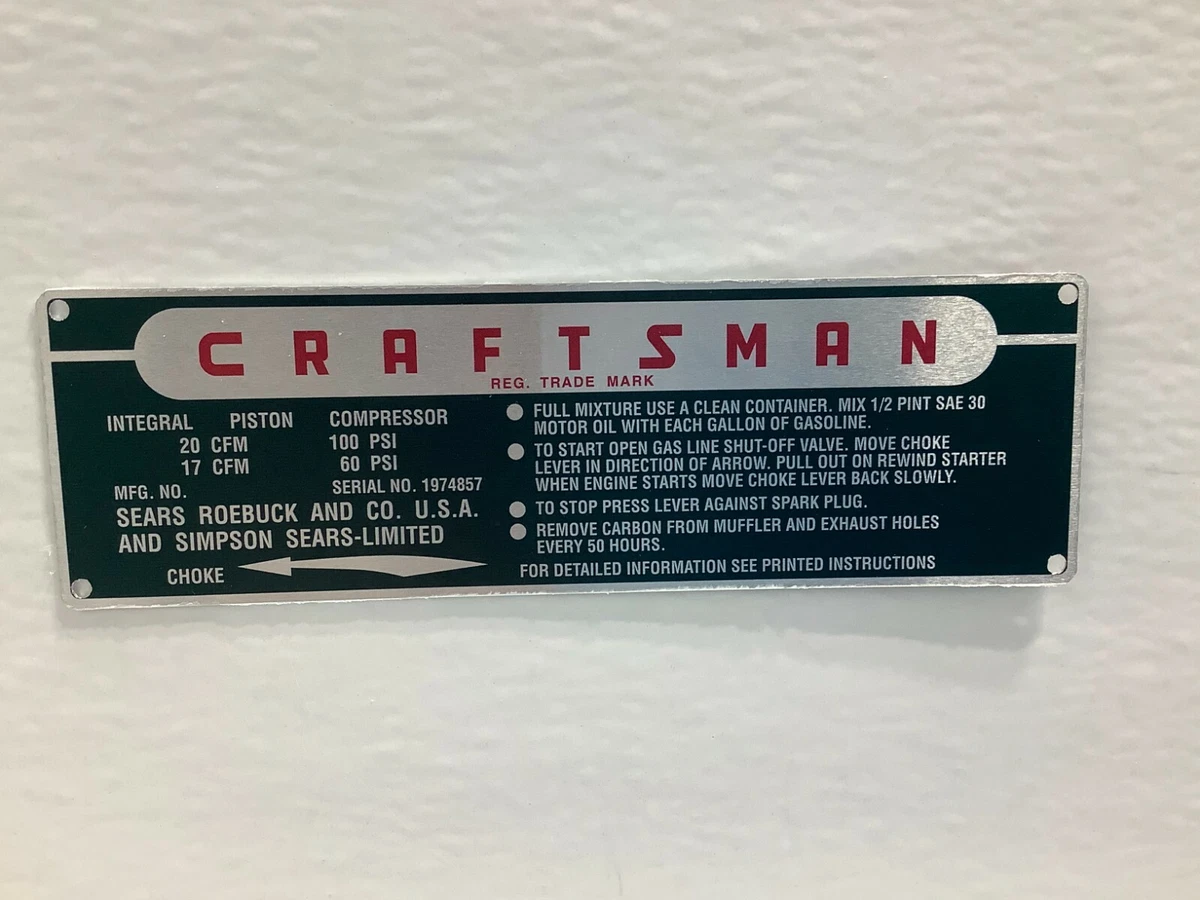 CRAFTSMAN
REG. TRADE MARK
INTEGRAL PISTON COMPRESSOR
20 CFM 100 PSI
17 CFM 60 PSI
MFG. NO. SERIAL NO. 1974857
SEARS ROEBUCK AND CO. U.S.A.
AND SIMPSON SEARS-LIMITED
CHOKE
FULL MIXTURE USE A CLEAN CONTAINER. MIX 1/2 PINT SAE 30
MOTOR OIL WITH EACH GALLON OF GASOLINE.
TO START OPEN GAS LINE SHUT-OFF VALVE. MOVE CHOKE
LEVER IN DIRECTION OF ARROW. PULL OUT ON REWIND STARTER
WHEN ENGINE STARTS MOVE CHOKE LEVER BACK SLOWLY.
TO STOP PRESS LEVER AGAINST SPARK PLUG.
REMOVE CARBON FROM MUFFLER AND EXHAUST HOLES
EVERY 50 HOURS.
FOR DETAILED INFORMATION SEE PRINTED INSTRUCTIONS